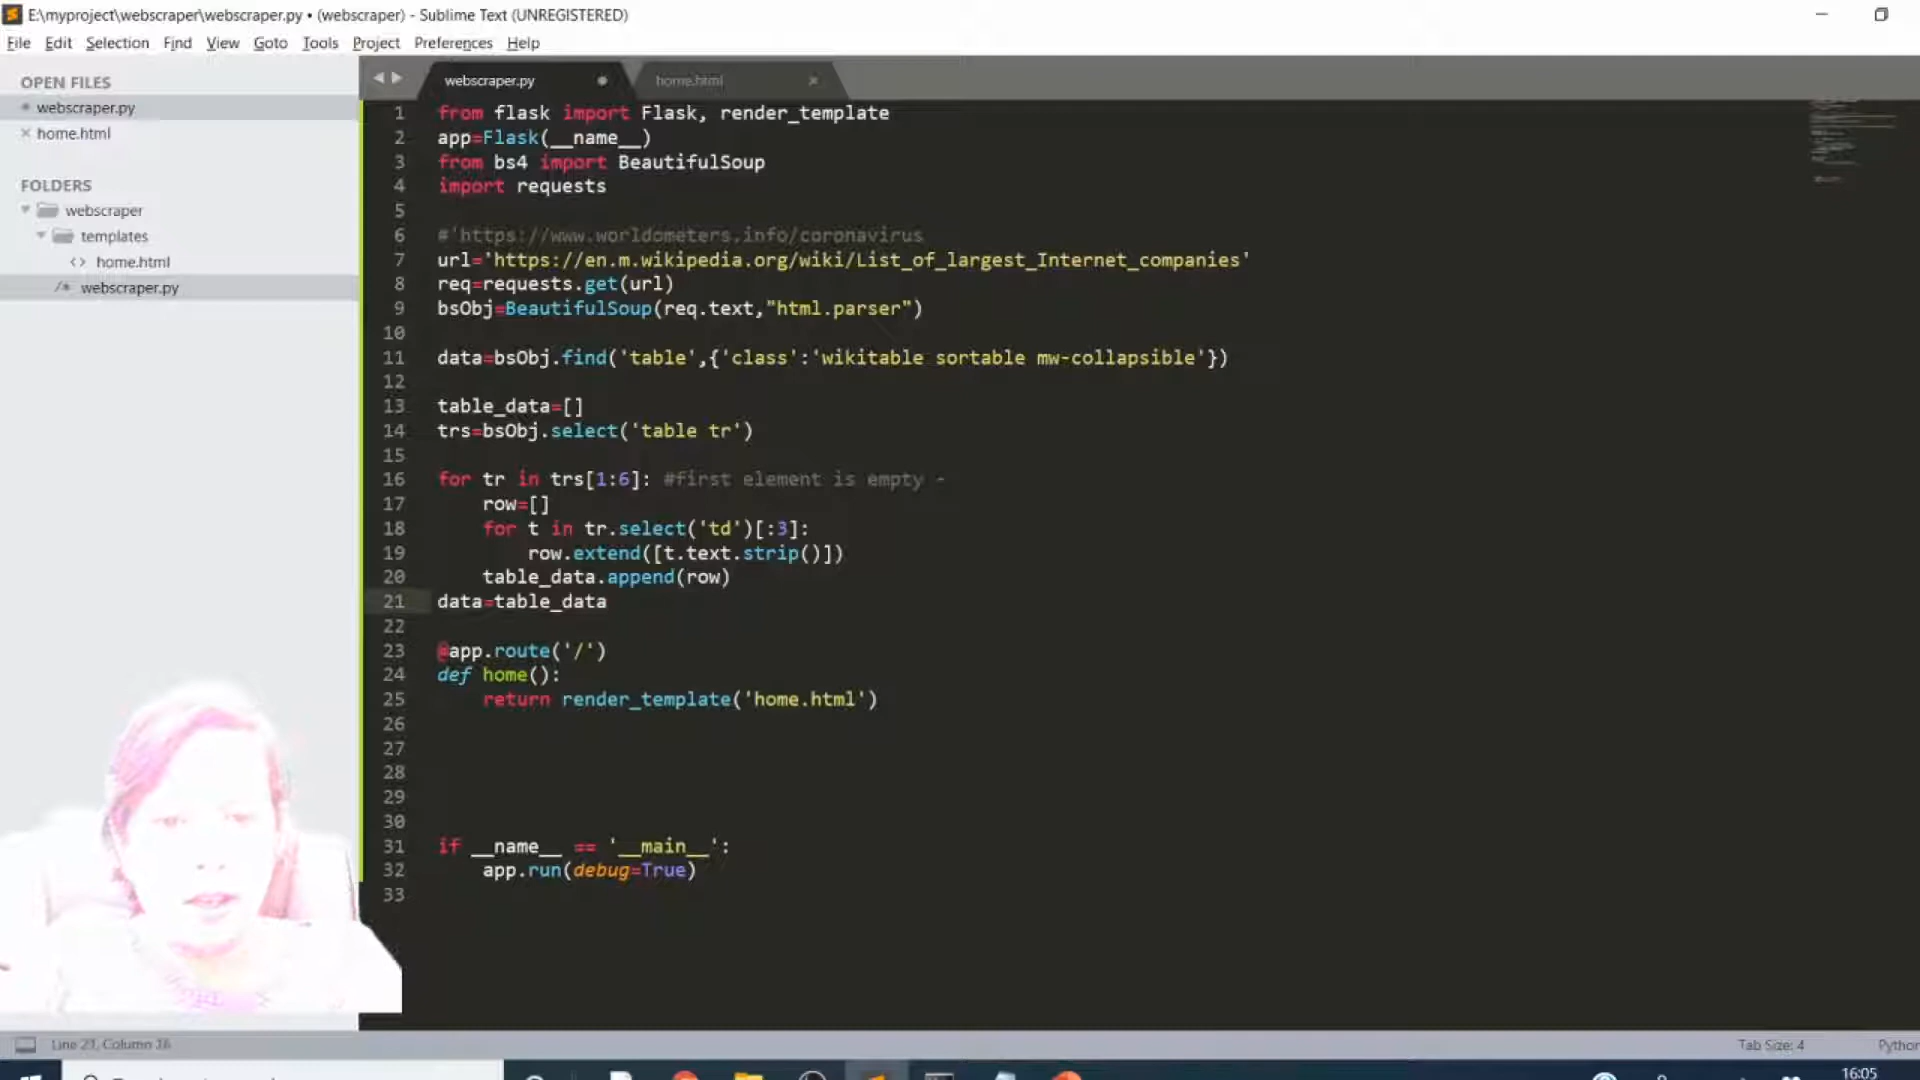 E:\myproject\webscraper\webscraper.py • (webscraper) - Sublime Text (UNREGISTERED)
File Edit Selection Find View Goto Tools Project Preferences Help
OPEN FILES
webscraper.py
home.html
FOLDERS
webscraper
templates
<> home.html
/* webscraper.py
webscraper.py
home.html
1 from flask import Flask, render_template
2 app=Flask(__name__)
3 from bs4 import BeautifulSoup
4 import requests
5
6 #'https://www.worldometers.info/coronavirus
7 url='https://en.m.wikipedia.org/wiki/List_of_largest_Internet_companies'
8 req=requests.get(url)
9 bsObj=BeautifulSoup(req.text,"html.parser")
10
11 data=bsObj.find('table',{'class':'wikitable sortable mw-collapsible'})
12
13 table_data=[]
14 trs=bsObj.select('table tr')
15
16 for tr in trs[1:6]: #first element is empty -
17 row=[]
18 for t in tr.select('td')[:3]:
19 row.extend([t.text.strip()])
20 table_data.append(row)
21 data=table_data
22
23 @app.route('/')
24 def home():
25 return render_template('home.html')
26
27
28
29
30
31 if __name__ == '__main__':
32 app.run(debug=True)
33
Line 21, Column 16
Tab Size: 4
Python
16:05